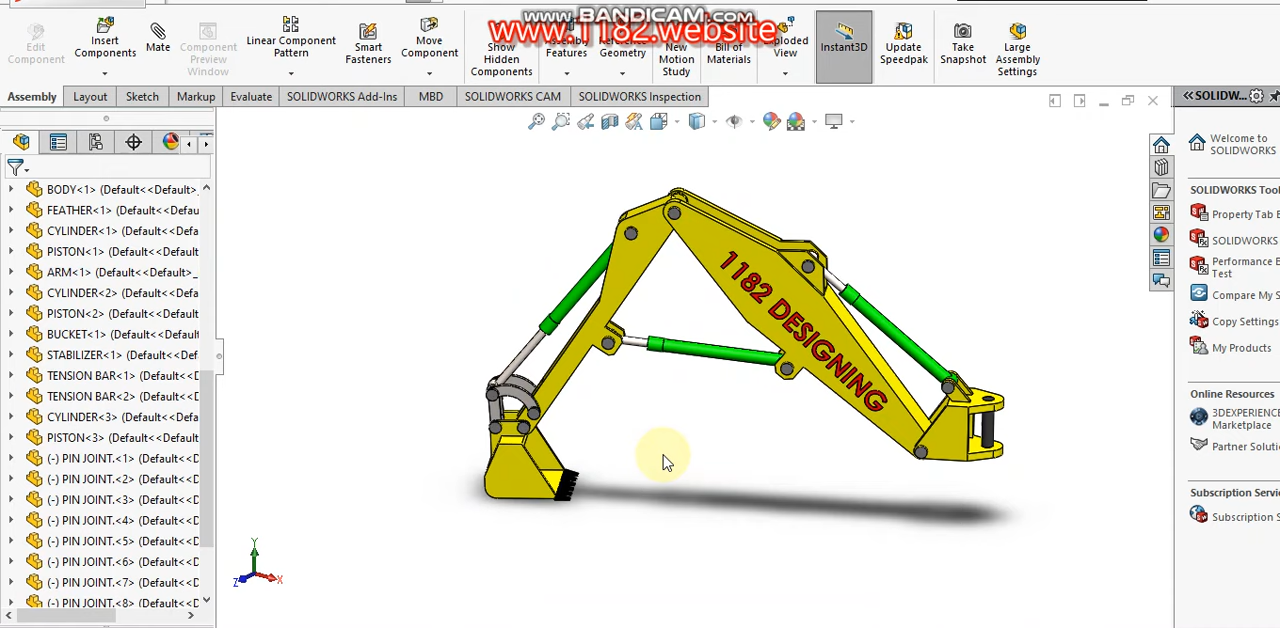 www.BANDICAM.com
www.1182.website
Edit Component
Insert Components
Mate
Component Preview Window
Linear Component Pattern
Smart Fasteners
Move Component
Show Hidden Components
Assembly Features
Reference Geometry
New Motion Study
Bill of Materials
Exploded View
Instant3D
Update Speedpak
Take Snapshot
Large Assembly Settings
Assembly
Layout
Sketch
Markup
Evaluate
SOLIDWORKS Add-Ins
MBD
SOLIDWORKS CAM
SOLIDWORKS Inspection
BODY<1> (Default<<Default>
FEATHER<1> (Default<<Defau
CYLINDER<1> (Default<<Defa
PISTON<1> (Default<<Default
ARM<1> (Default<<Default>_
CYLINDER<2> (Default<<Defa
PISTON<2> (Default<<Default
BUCKET<1> (Default<<Defaul
STABILIZER<1> (Default<<Def
TENSION BAR<1> (Default<<D
TENSION BAR<2> (Default<<D
CYLINDER<3> (Default<<Defa
PISTON<3> (Default<<Default
(-) PIN JOINT.<1> (Default<<D
(-) PIN JOINT.<2> (Default<<D
(-) PIN JOINT.<3> (Default<<D
(-) PIN JOINT.<4> (Default<<D
(-) PIN JOINT.<5> (Default<<D
(-) PIN JOINT.<6> (Default<<D
(-) PIN JOINT.<7> (Default<<D
(-) PIN JOINT.<8> (Default<<D
1182 DESIGNING
Y
Z
X
SOLIDW...
Welcome to
SOLIDWORKS
SOLIDWORKS Tool
Property Tab B
SOLIDWORKS
Performance B
Test
Compare My S
Copy Settings
My Products
Online Resources
3DEXPERIENCE
Marketplace
Partner Solutio
Subscription Servic
Subscription S